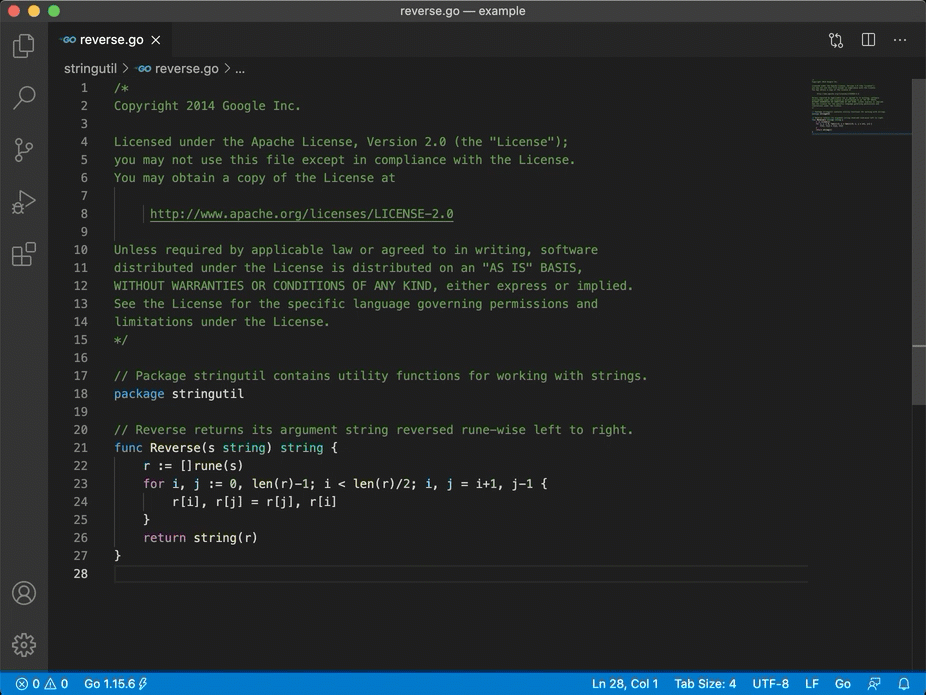 reverse.go — example
reverse.go
stringutil > reverse.go > ...
1 /*
2 Copyright 2014 Google Inc.
3
4 Licensed under the Apache License, Version 2.0 (the "License");
5 you may not use this file except in compliance with the License.
6 You may obtain a copy of the License at
7
8 http://www.apache.org/licenses/LICENSE-2.0
9
10 Unless required by applicable law or agreed to in writing, software
11 distributed under the License is distributed on an "AS IS" BASIS,
12 WITHOUT WARRANTIES OR CONDITIONS OF ANY KIND, either express or implied.
13 See the License for the specific language governing permissions and
14 limitations under the License.
15 */
16
17 // Package stringutil contains utility functions for working with strings.
18 package stringutil
19
20 // Reverse returns its argument string reversed rune-wise left to right.
21 func Reverse(s string) string {
22 r := []rune(s)
23 for i, j := 0, len(r)-1; i < len(r)/2; i, j = i+1, j-1 {
24 r[i], r[j] = r[j], r[i]
25 }
26 return string(r)
27 }
28
0 0 Go 1.15.6 Ln 28, Col 1 Tab Size: 4 UTF-8 LF Go